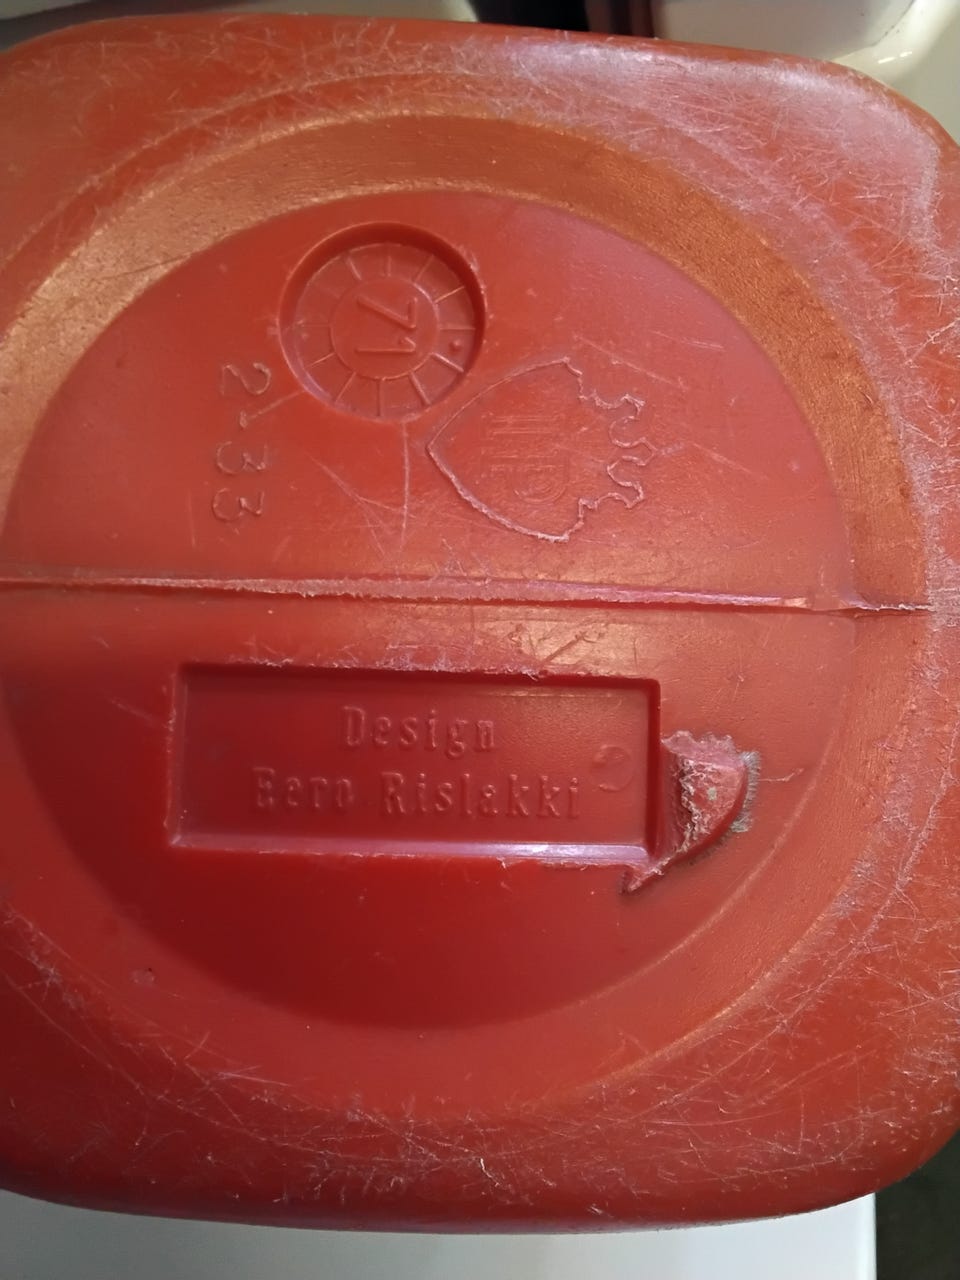 71
2-33
Design
Eero Rislakki